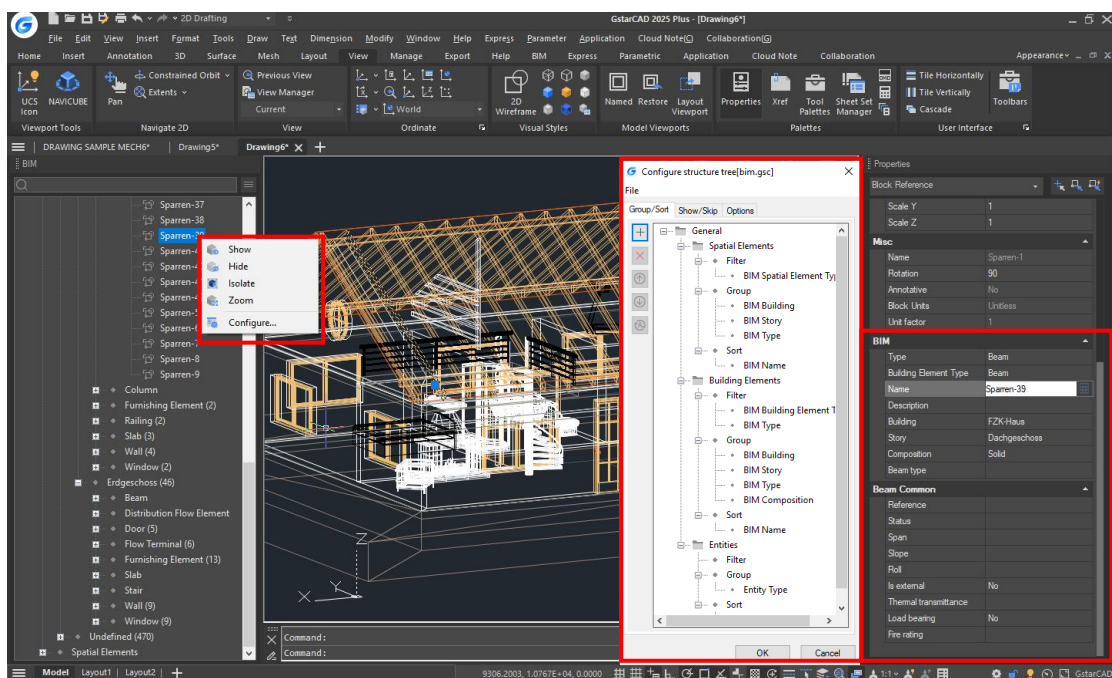 2D Drafting
GstarCAD 2025 Plus - [Drawing6*]
File Edit View Insert Format Tools Draw Text Dimension Modify Window Help Express Parameter Application Cloud Note(C) Collaboration(G)
Home Insert Annotation 3D Surface Mesh Layout View Manage Export Help BIM Express Parametric Application Cloud Note Collaboration Appearance
UCS Icon
NAVICUBE
Pan
Constrained Orbit
Extents
Previous View
View Manager
Current
World
2D Wireframe
Named
Restore
Layout Viewport
Properties
Xref
Tool Palettes
Sheet Set Manager
Tile Horizontally
Tile Vertically
Cascade
Toolbars
Viewport Tools Navigate 2D View Ordinate Visual Styles Model Viewports Palettes User Interface
DRAWING SAMPLE MECH6* Drawing5* Drawing6*
BIM
Sparren-37
Sparren-38
Sparren-39
Sparren-7
Sparren-8
Sparren-9
Column
Furnishing Element (2)
Railing (2)
Slab (3)
Wall (4)
Window (2)
Erdgeschoss (46)
Beam
Distribution Flow Element
Door (5)
Flow Terminal (6)
Furnishing Element (13)
Slab
Stair
Wall (9)
Window (9)
Undefined (470)
Spatial Elements
Show
Hide
Isolate
Zoom
Configure...
Z
Y
X
Command:
Command:
Configure structure tree[bim.gsc]
File
Group/Sort Show/Skip Options
General
Spatial Elements
Filter
BIM Spatial Element Typ
Group
BIM Building
BIM Story
BIM Type
Sort
BIM Name
Building Elements
Filter
BIM Building Element T
BIM Type
Group
BIM Building
BIM Story
BIM Type
BIM Composition
Sort
BIM Name
Entities
Filter
Group
Entity Type
Sort
OK Cancel
Properties
Block Reference
Scale Y 1
Scale Z 1
Misc
Name Sparren-1
Rotation 90
Annotative No
Block Units Unitless
Unit factor 1
BIM
Type Beam
Building Element Type Beam
Name Sparren-39
Description
Building FZK-Haus
Story Dachgeschoss
Composition Solid
Beam type
Beam Common
Reference
Status
Span
Slope
Roll
Is external No
Thermal transmittance
Load bearing No
Fire rating
Model Layout1 Layout2
9306.2003, 1.0767E+04, 0.0000
1:1
GstarCAD